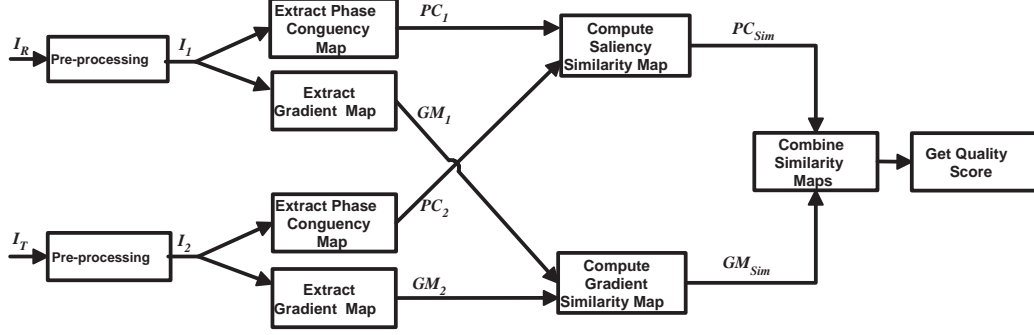 I_R
Pre-processing
I_1
Extract Phase
Conguency
Map
PC_1
Extract
Gradient Map
GM_1
Compute
Saliency
Similarity Map
PC_Sim
Combine
Similarity
Maps
Get Quality
Score
I_T
Pre-processing
I_2
Extract Phase
Conguency
Map
PC_2
Extract
Gradient Map
GM_2
Compute
Gradient
Similarity Map
GM_Sim